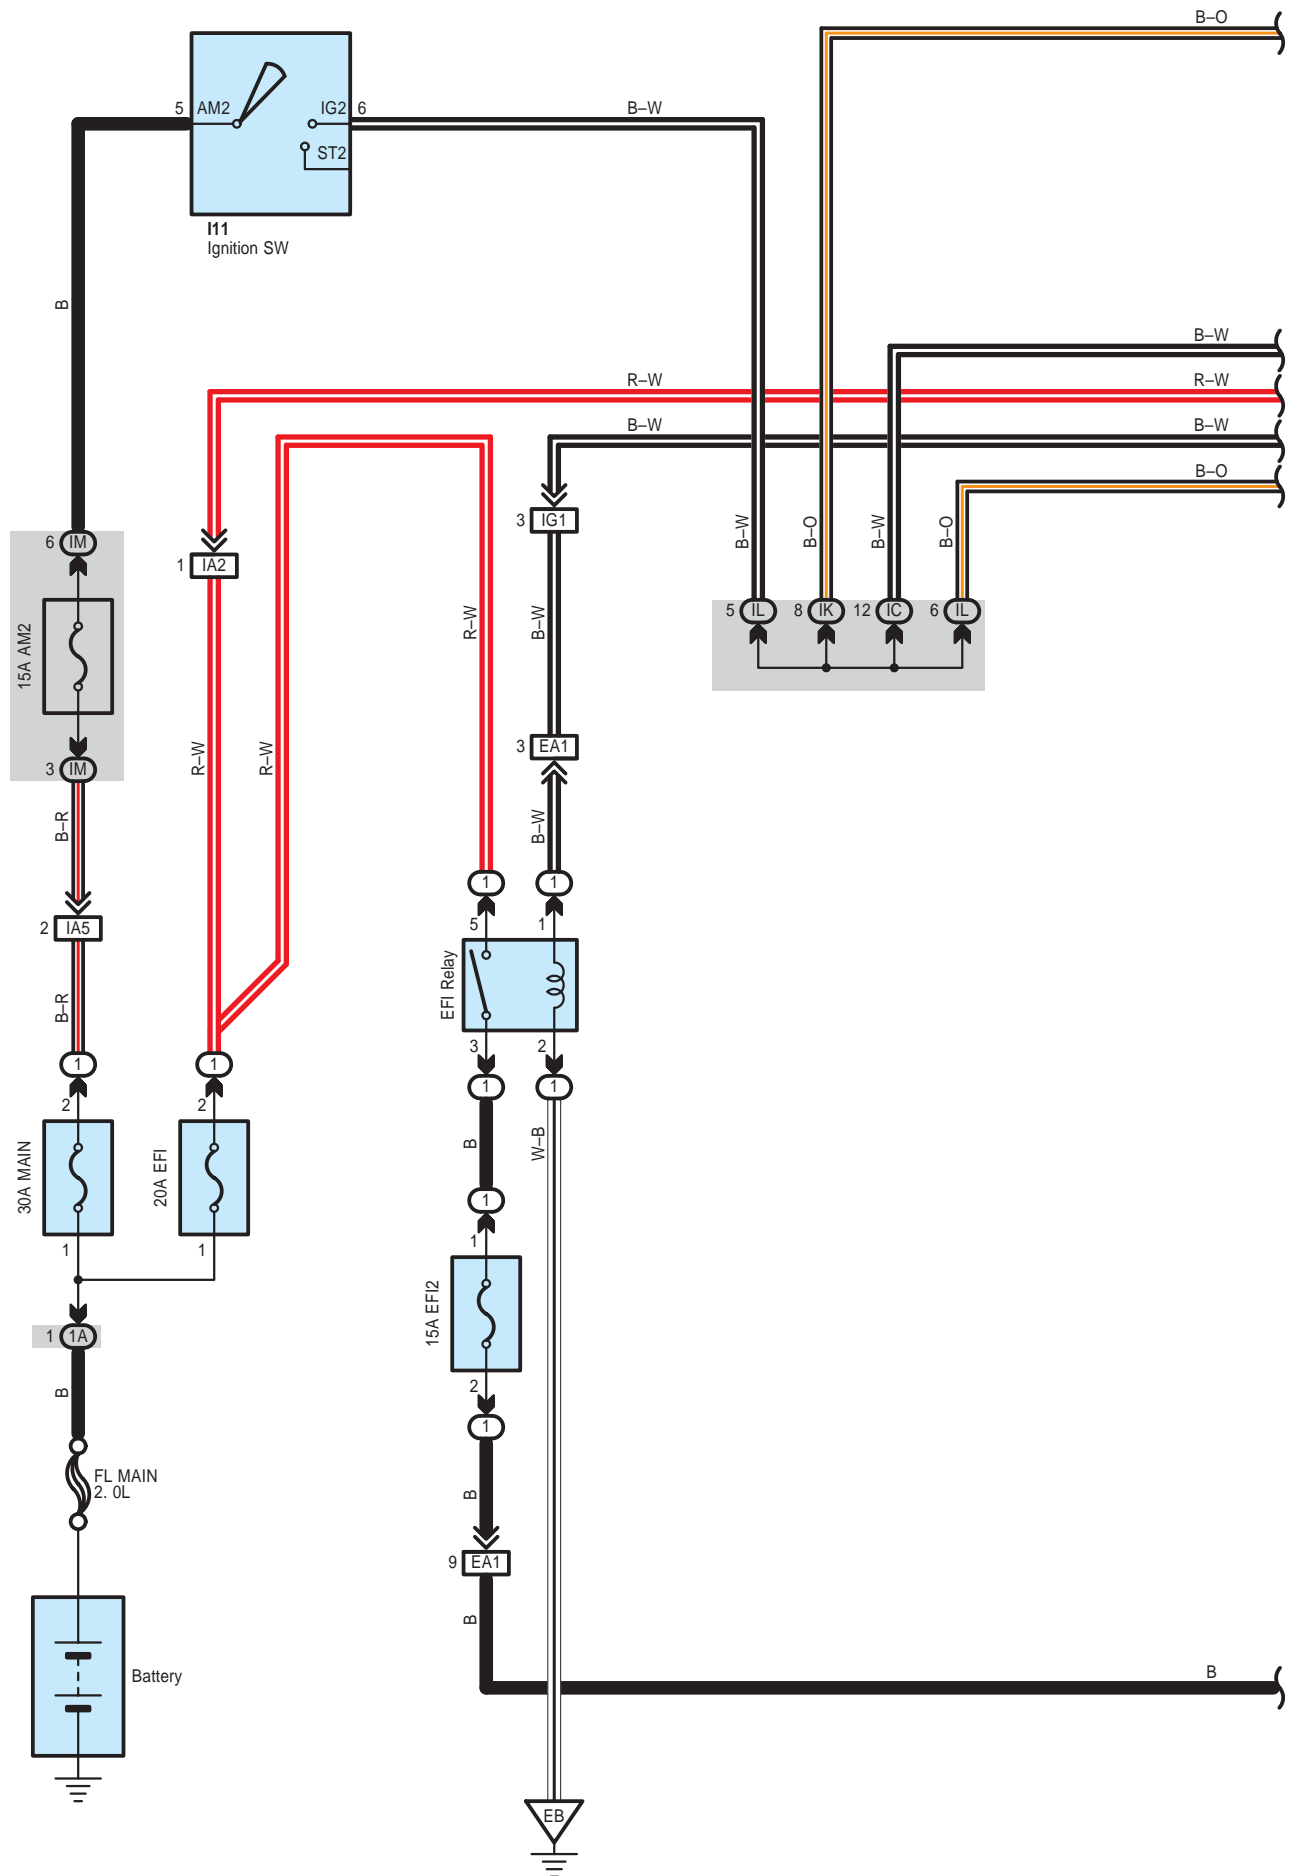 B–O
5 AM2 IG2 6
ST2
B–W
I11
Ignition SW
B
B–W
R–W R–W
B–W B–W
B–O
3 IG1
6 IM
1 IA2
B–W
B–O
B–W
B–O
5 IL 8 IK 12 IC 6 IL
15A AM2
R–W
B–W
3 IM
R–W
R–W
3 EA1
B–R
B–W
1 1
2 IA5
5 1
EFI Relay
B–R
3 2
1 1
1 1
2 2
B
W–B
30A MAIN
20A EFI
1
1 1
1
15A EFI2
1 1A
2
B
1
FL MAIN
2. 0L
B
9 EA1
B
Battery
B
EB